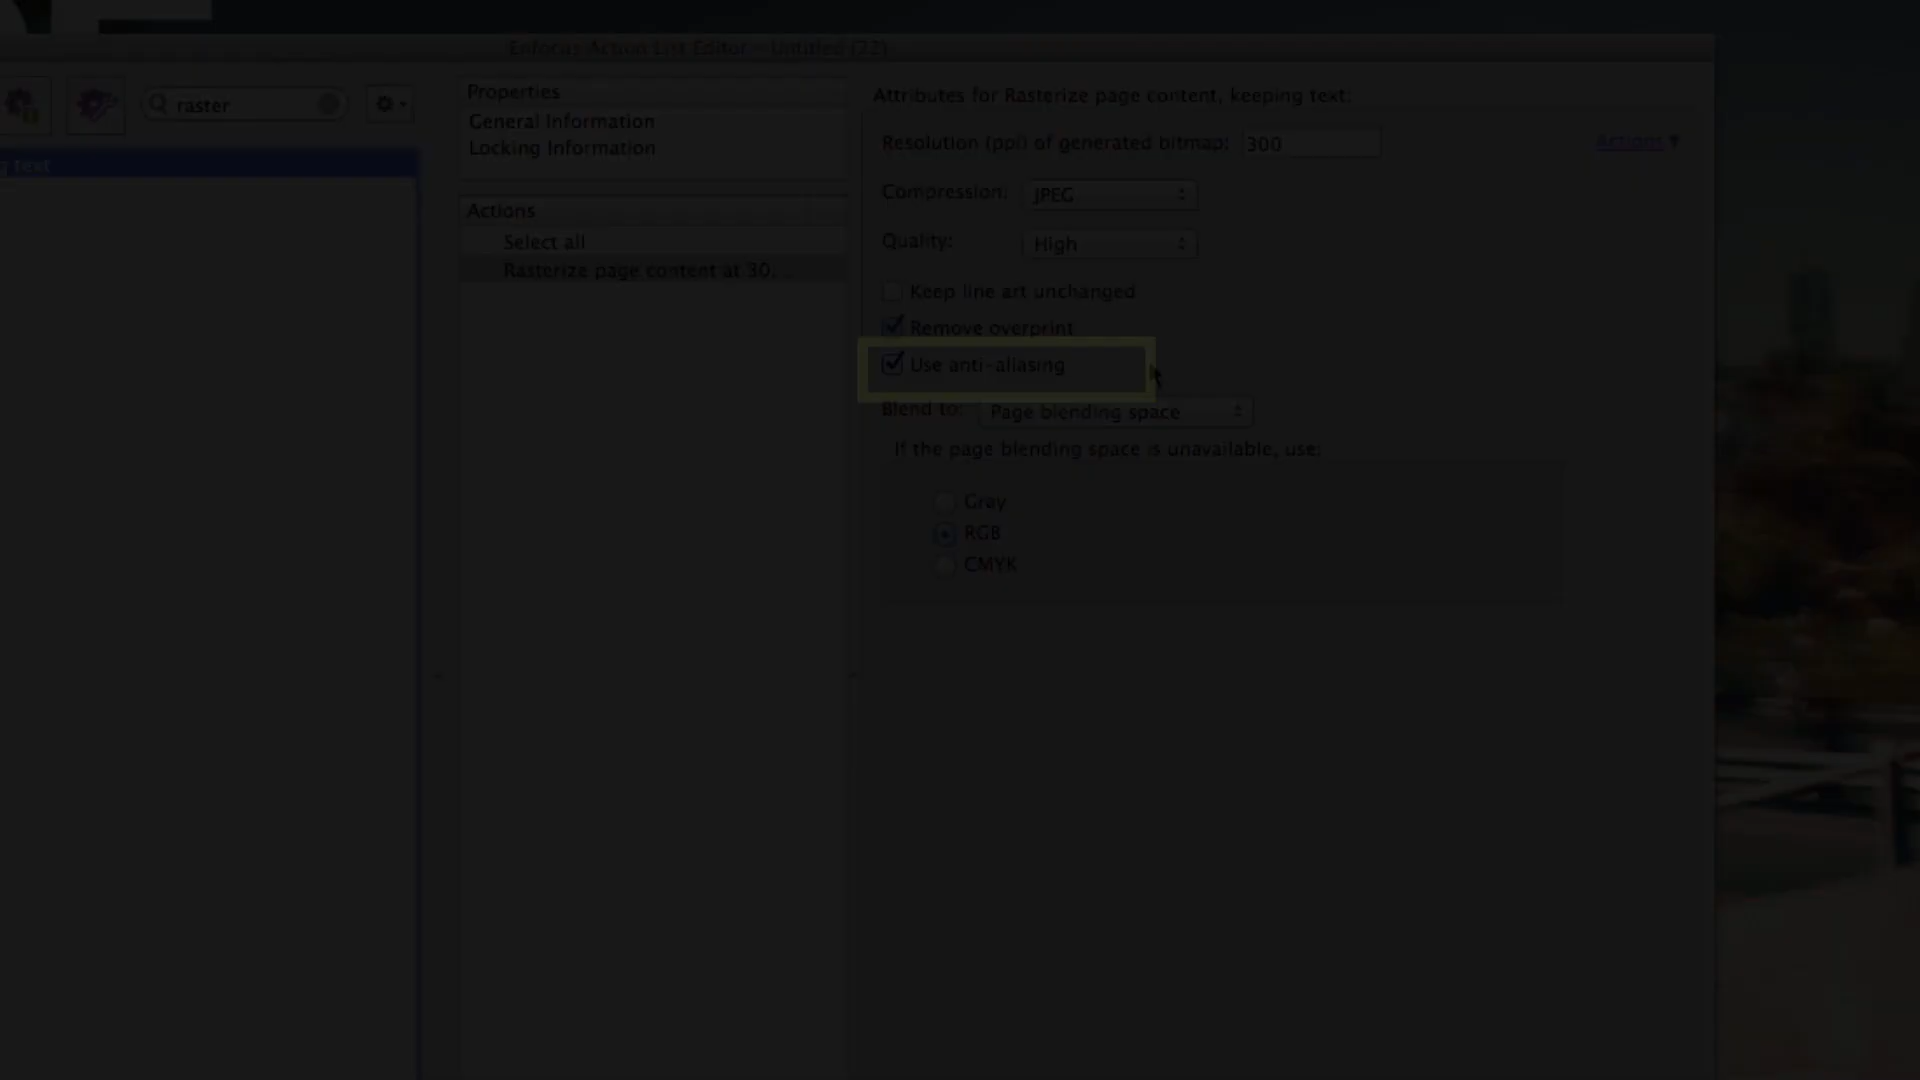 Enfocus Action List Editor - Untitled (22)
raster
g text
Properties
General Information
Locking Information
Actions
Select all
Rasterize page content at 30...
Attributes for Rasterize page content, keeping text:
Resolution (ppi) of generated bitmap: 300
Actions
Compression: JPEG
Quality: High
Keep line art unchanged
Remove overprint
Use anti-aliasing
Blend to: Page blending space
If the page blending space is unavailable, use:
Gray
RGB
CMYK